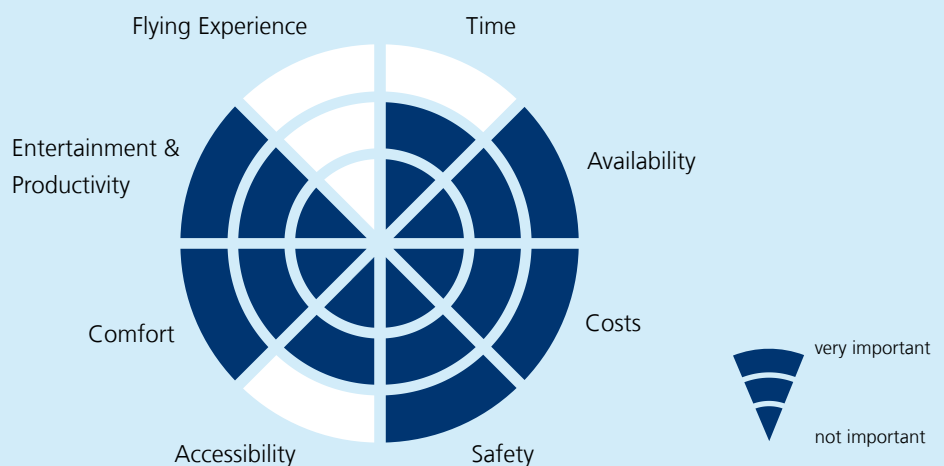 Flying Experience
Time
Entertainment &
Productivity
Availability
Comfort
Costs
very important
not important
Accessibility
Safety